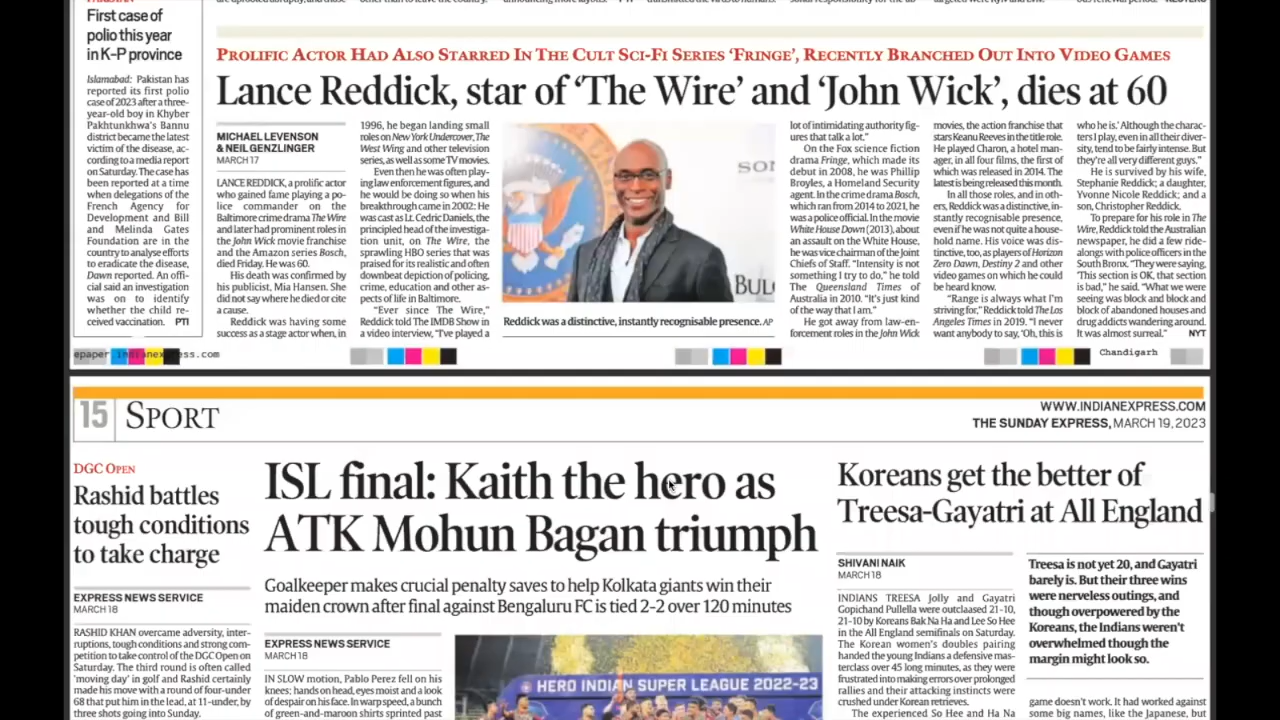 First case of
polio this year
in K-P province
Islamabad: Pakistan has
reported its first polio
case of 2023 after a three-
year-old boy in Khyber
Pakhtunkhwa's Bannu
district became the latest
victim of the disease, ac-
cording to a media report
on Saturday. The case has
been reported at a time
when delegations of the
French Agency for
Development and Bill
and Melinda Gates
Foundation are in the
country to analyse efforts
to eradicate the disease,
Dawn reported. An offi-
cial said an investigation
was on to identify
whether the child re-
ceived vaccination. PTI
PROLIFIC ACTOR HAD ALSO STARRED IN THE CULT SCI-FI SERIES 'FRINGE', RECENTLY BRANCHED OUT INTO VIDEO GAMES
Lance Reddick, star of 'The Wire' and 'John Wick', dies at 60
MICHAEL LEVENSON
& NEIL GENZLINGER
MARCH 17
LANCE REDDICK, a prolific actor
who gained fame playing a po-
lice commander on the
Baltimore crime drama The Wire
and later had prominent roles in
the John Wick movie franchise
and the Amazon series Bosch,
died Friday. He was 60.
His death was confirmed by
his publicist, Mia Hansen. She
did not say where he died or cite
a cause.
Reddick was having some
success as a stage actor when, in
1996, he began landing small
roles on New York Undercover, The
West Wing and other television
series, as well as some TV movies.
Even then he was often play-
ing law enforcement figures, and
he would be doing so when his
breakthrough came in 2002: He
was cast as Lt. Cedric Daniels, the
principled head of the investiga-
tion unit, on The Wire, the
sprawling HBO series that was
praised for its realistic and often
downbeat depiction of policing,
crime, education and other as-
pects of life in Baltimore.
"Ever since The Wire,"
Reddick told The IMDB Show in
a video interview, "I've played a
SON
BULG
Reddick was a distinctive, instantly recognisable presence. AP
lot of intimidating authority fig-
ures that talk a lot."
On the Fox science fiction
drama Fringe, which made its
debut in 2008, he was Phillip
Broyles, a Homeland Security
agent. In the crime drama Bosch,
which ran from 2014 to 2021, he
was a police official. In the movie
White House Down (2013), about
an assault on the White House,
he was vice chairman of the Joint
Chiefs of Staff. "Intensity is not
something I try to do," he told
The Queensland Times of
Australia in 2010. "It's just kind
of the way that I am."
He got away from law-en-
forcement roles in the John Wick
movies, the action franchise that
stars Keanu Reeves in the title role.
He played Charon, a hotel man-
ager, in all four films, the first of
which was released in 2014. The
latest is being released this month.
In all those roles, and in oth-
ers, Reddick was a distinctive, in-
stantly recognisable presence,
even if he was not quite a house-
hold name. His voice was dis-
tinctive, too, as players of Horizon
Zero Dawn, Destiny 2 and other
video games on which he could
be heard know.
"Range is always what I'm
striving for," Reddick told The Los
Angeles Times in 2019. "I never
want anybody to say, 'Oh, this is
who he is.' Although the charac-
ters I play, even in all their diver-
sity, tend to be fairly intense. But
they're all very different guys."
He is survived by his wife,
Stephanie Reddick; a daughter,
Yvonne Nicole Reddick; and a
son, Christopher Reddick.
To prepare for his role in The
Wire, Reddick told the Australian
newspaper, he did a few ride-
alongs with police officers in the
South Bronx. "They were saying,
'This section is OK, that section
is bad,'" he said. "What we were
seeing was block and block and
block of abandoned houses and
drug addicts wandering around.
It was almost surreal." NYT
epaper.indianexpress.com
Chandigarh
15 SPORT
WWW.INDIANEXPRESS.COM
THE SUNDAY EXPRESS, MARCH 19, 2023
DGC OPEN
Rashid battles
tough conditions
to take charge
EXPRESS NEWS SERVICE
MARCH 18
RASHID KHAN overcame adversity, inter-
ruptions, tough conditions and strong com-
petition to take control of the DGC Open on
Saturday. The third round is often called
'moving day' in golf and Rashid certainly
made his move with a round of four-under
68 that put him in the lead, at 11-under, by
three shots going into Sunday.
ISL final: Kaith the hero as
ATK Mohun Bagan triumph
Goalkeeper makes crucial penalty saves to help Kolkata giants win their
maiden crown after final against Bengaluru FC is tied 2-2 over 120 minutes
EXPRESS NEWS SERVICE
MARCH 18
IN SLOW motion, Pablo Perez fell on his
knees; hands on head, eyes moist and a look
of despair on his face. In warp speed, a bunch
of green-and-maroon shirts sprinted past
HERO INDIAN SUPER LEAGUE 2022-23
Koreans get the better of
Treesa-Gayatri at All England
SHIVANI NAIK
MARCH 18
INDIANS TREESA Jolly and Gayatri
Gopichand Pullella were outclaased 21-10,
21-10 by Koreans Bak Na Ha and Lee So Hee
in the All England semifinals on Saturday.
The Korean women's doubles pairing
handed the young Indians a defensive mas-
terclass over 45 long minutes, as they were
frustrated into making errors over prolonged
rallies and their attacking instincts were
crushed under Korean retrieves.
The experienced So Hee and Ha Na
Treesa is not yet 20, and Gayatri
barely is. But their three wins
were nerveless outings, and
though overpowered by the
Koreans, the Indians weren't
overwhelmed though the
margin might look so.
game doesn't work. It had worked against
some big names, like the Japanese, but